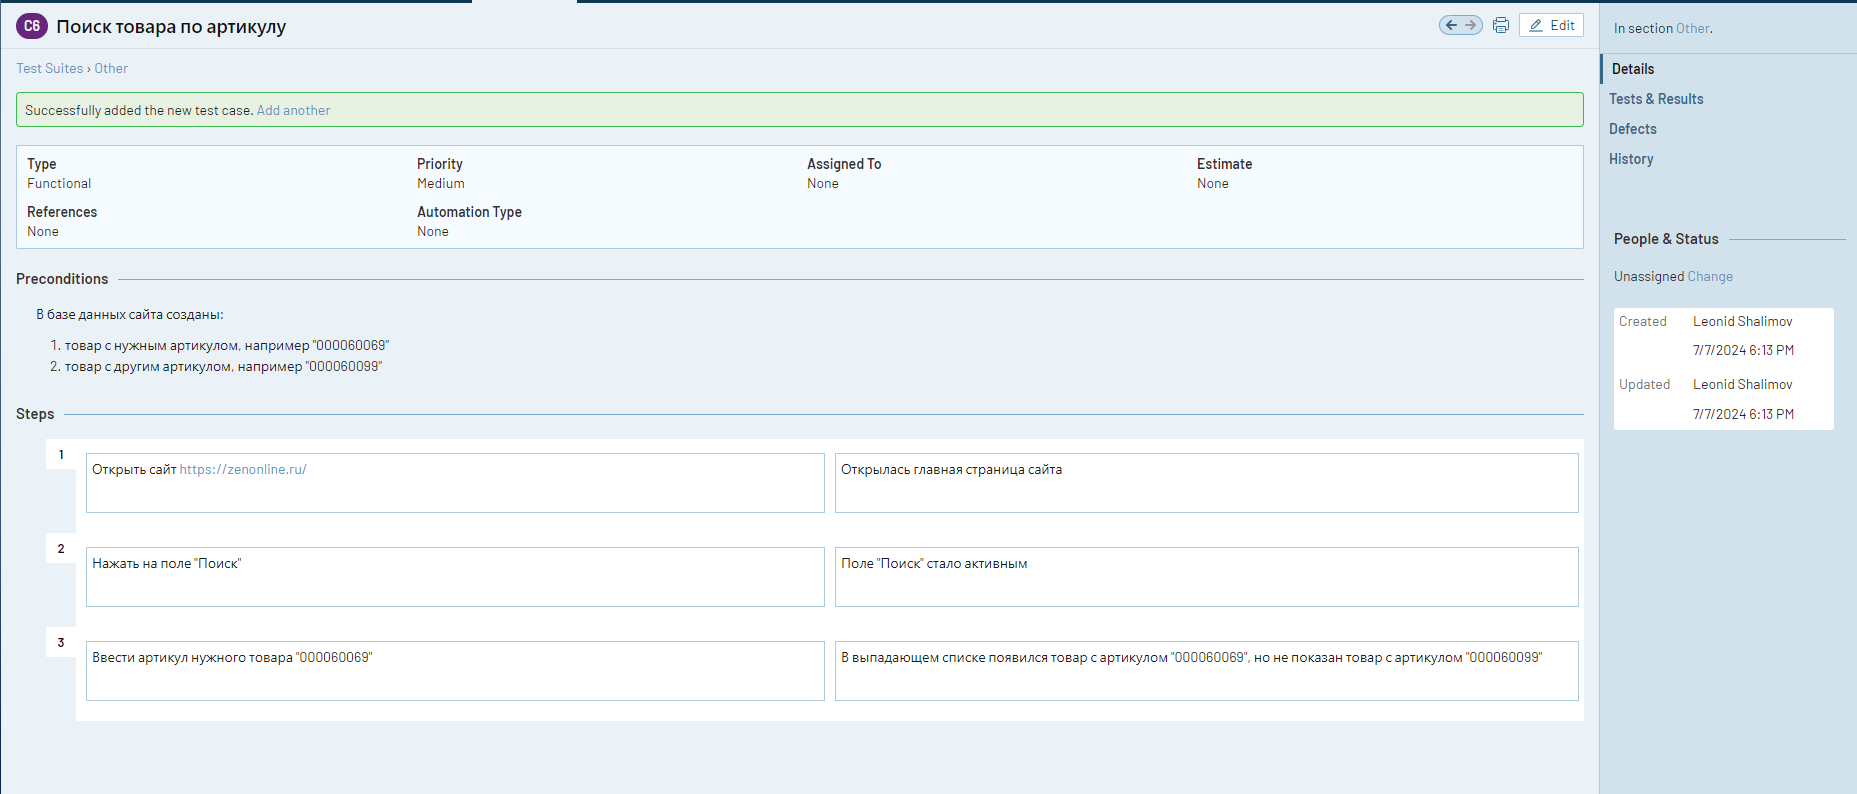 C6 Поиск товара по артикулу
Edit
Test Suites › Other
Successfully added the new test case. Add another
Type
Functional
Priority
Medium
Assigned To
None
Estimate
None
References
None
Automation Type
None
Preconditions
В базе данных сайта созданы:
1. товар с нужным артикулом, например "000060069"
2. товар с другим артикулом, например "000060099"
Steps
1
Открыть сайт https://zenonline.ru/
Открылась главная страница сайта
2
Нажать на поле "Поиск"
Поле "Поиск" стало активным
3
Ввести артикул нужного товара "000060069"
В выпадающем списке появился товар с артикулом "000060069", но не показан товар с артикулом "000060099"
In section Other.
Details
Tests & Results
Defects
History
People & Status
Unassigned Change
Created Leonid Shalimov
7/7/2024 6:13 PM
Updated Leonid Shalimov
7/7/2024 6:13 PM